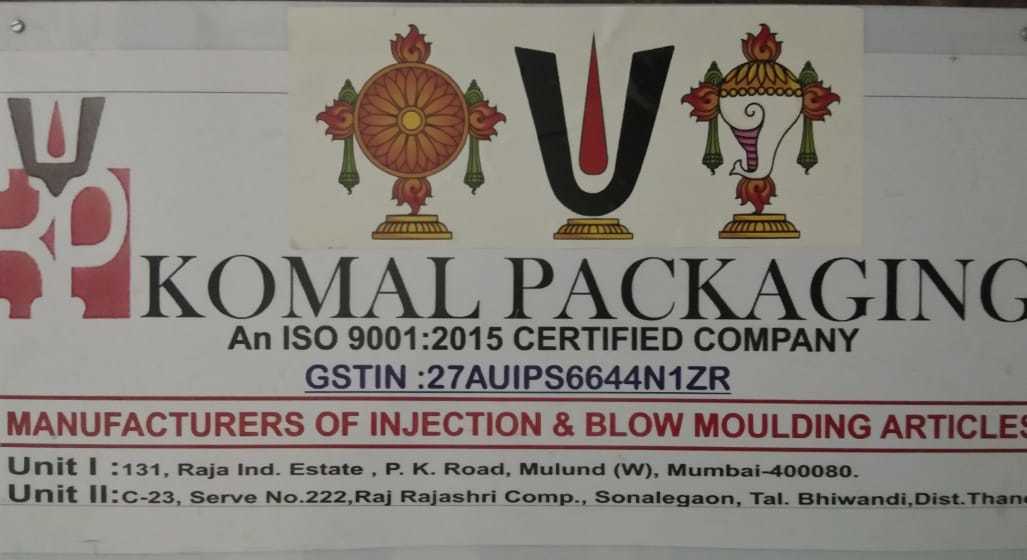 KP
KOMAL PACKAGING
An ISO 9001:2015 CERTIFIED COMPANY
GSTIN :27AUIPS6644N1ZR
MANUFACTURERS OF INJECTION & BLOW MOULDING ARTICLES
Unit I :131, Raja Ind. Estate , P. K. Road, Mulund (W), Mumbai-400080.
Unit II:C-23, Serve No.222,Raj Rajashri Comp., Sonalegaon, Tal. Bhiwandi,Dist.Thane